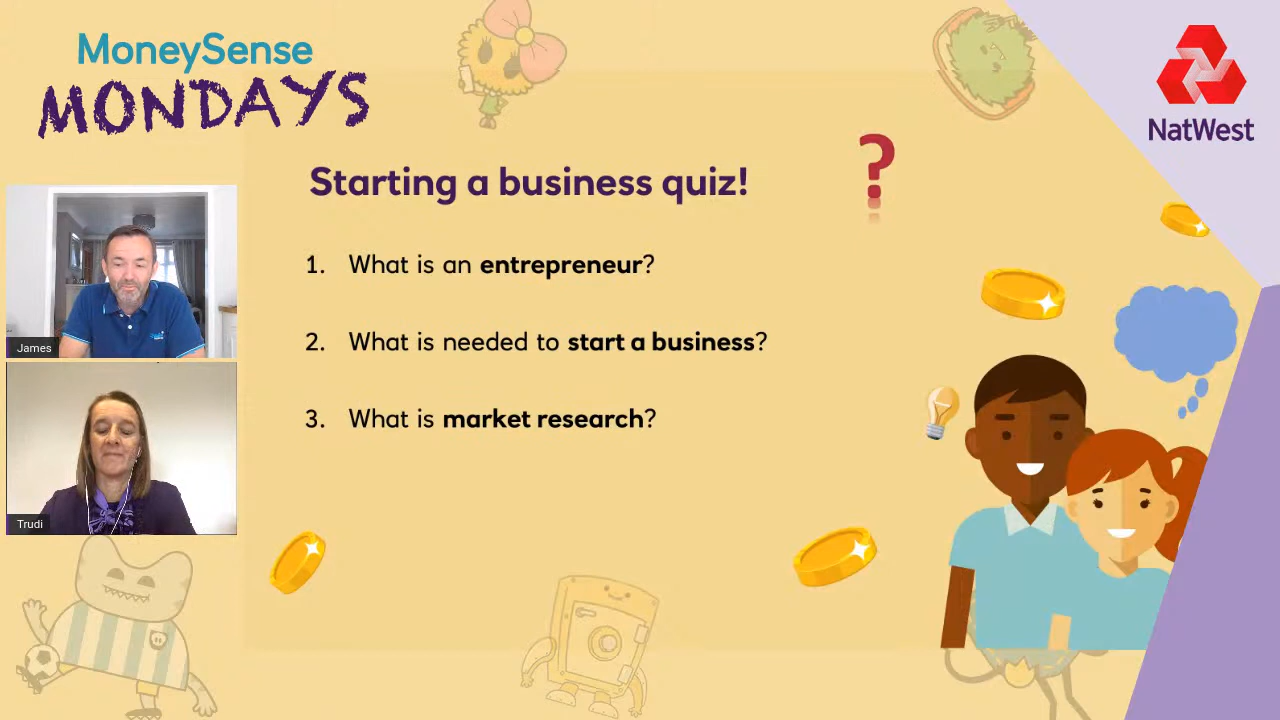 MoneySense
MONDAYS
NatWest
Starting a business quiz!
?
1. What is an entrepreneur?
2. What is needed to start a business?
3. What is market research?
James
Trudi